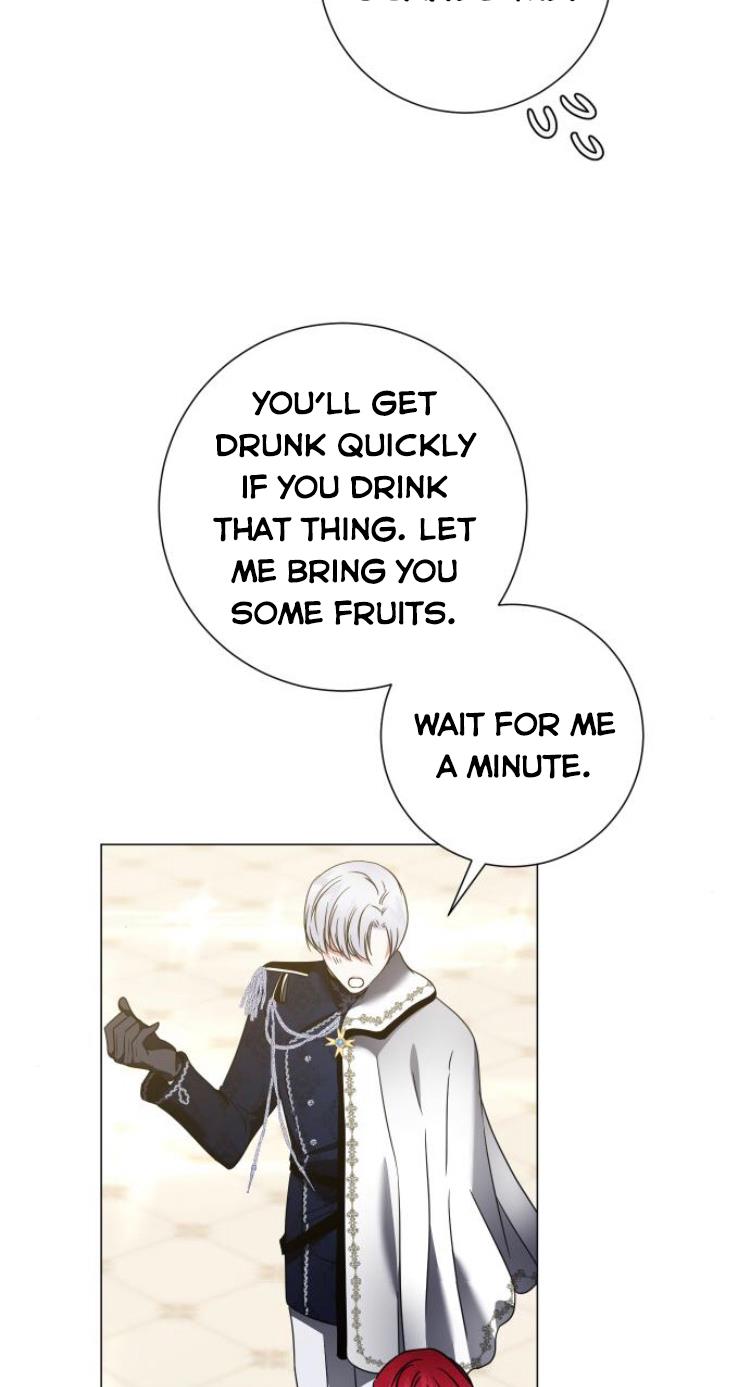 YOU'LL GET
DRUNK QUICKLY
IF YOU DRINK
THAT THING. LET
ME BRING YOU
SOME FRUITS.
WAIT FOR ME
A MINUTE.